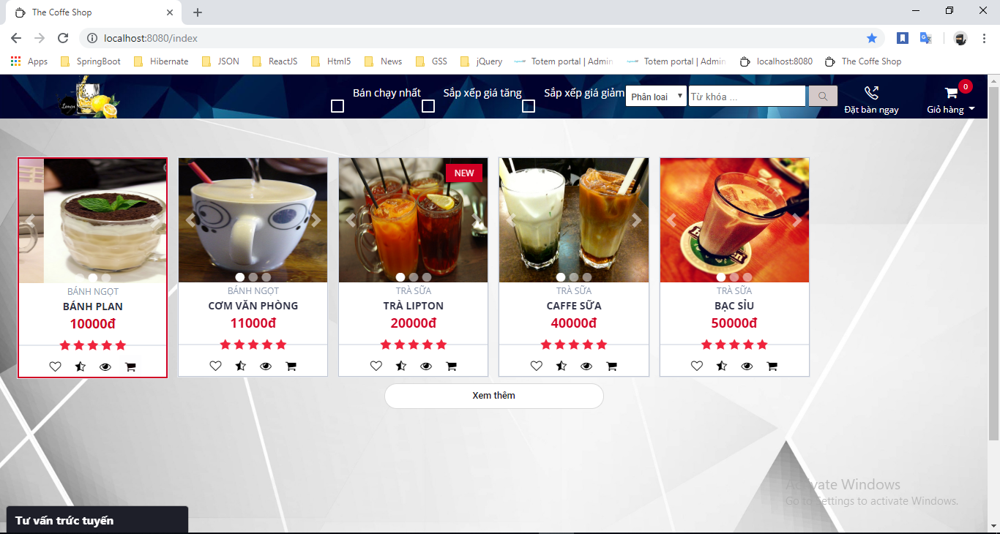 The Coffe Shop
localhost:8080/index
Apps SpringBoot Hibernate JSON ReactJS Html5 News GSS jQuery Totem portal | Admin Totem portal | Admin localhost:8080 The Coffe Shop
Lemon
Bán chạy nhất Sắp xếp giá tăng Sắp xếp giá giảm Phân loai Từ khóa ... 0
Đặt bàn ngay Giỏ hàng
NEW
BÁNH NGỌT BÁNH NGỌT TRÀ SỮA TRÀ SỮA TRÀ SỮA
BÁNH PLAN CƠM VĂN PHÒNG TRÀ LIPTON CAFFE SỮA BẠC SỈU
10000đ 11000đ 20000đ 40000đ 50000đ
Xem thêm
Activate Windows
Go to Settings to activate Windows.
Tư vấn trức tuyến